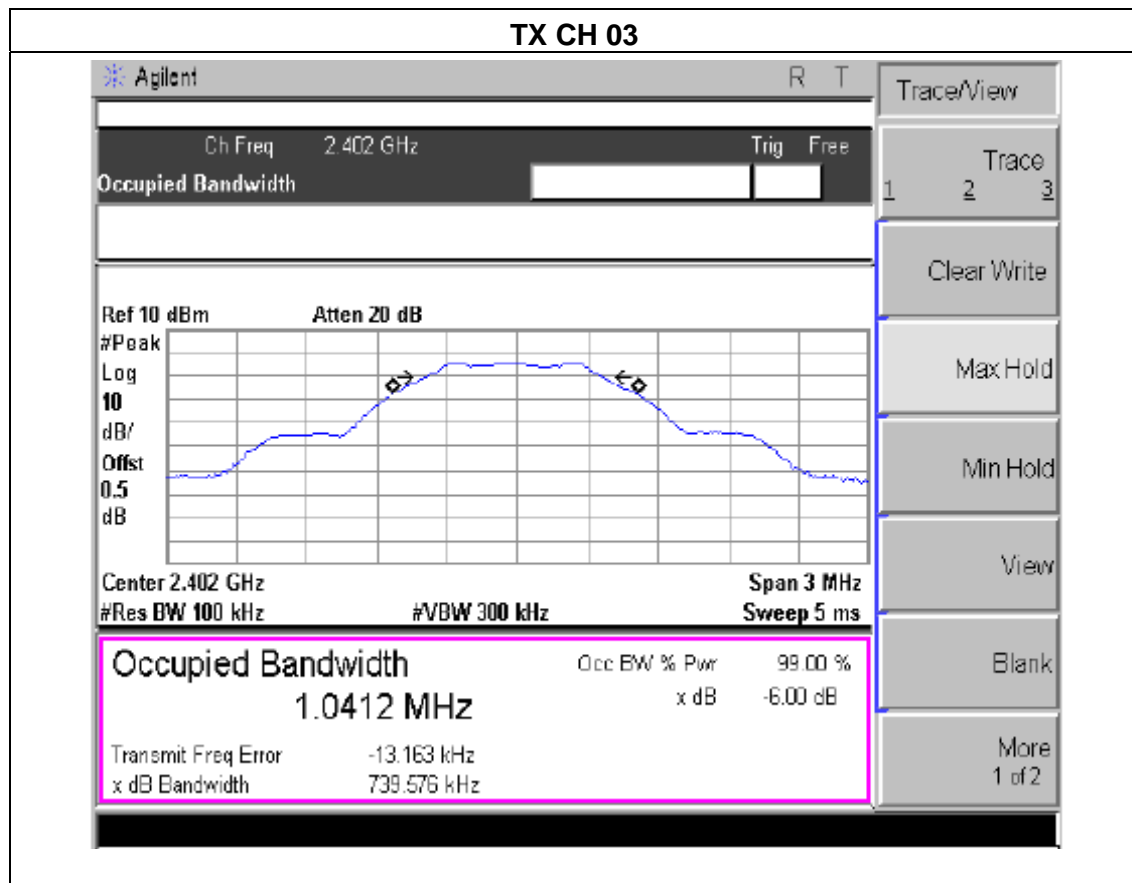 TX CH 03
Agilent R T
Trace/View
Ch Freq 2.402 GHz Trig Free
Occupied Bandwidth
Trace
1 2 3
Clear Write
Ref 10 dBm Atten 20 dB
#Peak
Log
10
dB/
Offst
0.5
dB
Max Hold
Min Hold
View
Center 2.402 GHz Span 3 MHz
#Res BW 100 kHz #VBW 300 kHz Sweep 5 ms
Occupied Bandwidth Occ BW % Pwr 99.00 %
1.0412 MHz x dB -6.00 dB
Transmit Freq Error -13.163 kHz
x dB Bandwidth 739.576 kHz
Blank
More
1 of 2